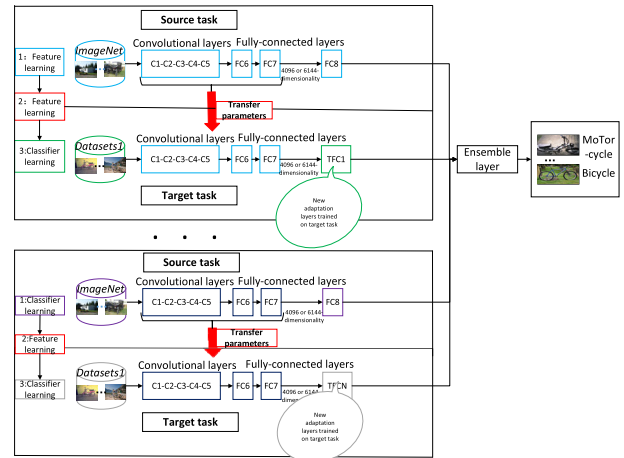 Source task
ImageNet
Convolutional layers
Fully-connected layers
1: Feature
learning
C1-C2-C3-C4-C5
FC6
FC7
FC8
4096 or 6144-
dimensionality
2: Feature
learning
Transfer
parameters
Datasets1
Convolutional layers
Fully-connected layers
3:Classifier
learning
C1-C2-C3-C4-C5
FC6
FC7
TFC1
4096 or 6144-
dimensionality
Target task
New
adaptation
layers trained
on target task
Ensemble
layer
MoTor
-cycle
...
Bicycle
. . .
Source task
ImageNet
Convolutional layers
Fully-connected layers
1:Classifier
learning
C1-C2-C3-C4-C5
FC6
FC7
FC8
4096 or 6144-
dimensionality
2:Feature
learning
Transfer
parameters
Datasets1
Convolutional layers
Fully-connected layers
3:Classifier
learning
C1-C2-C3-C4-C5
FC6
FC7
4096 or 6144-
Target task
New
adaptation
layers trained
on target task